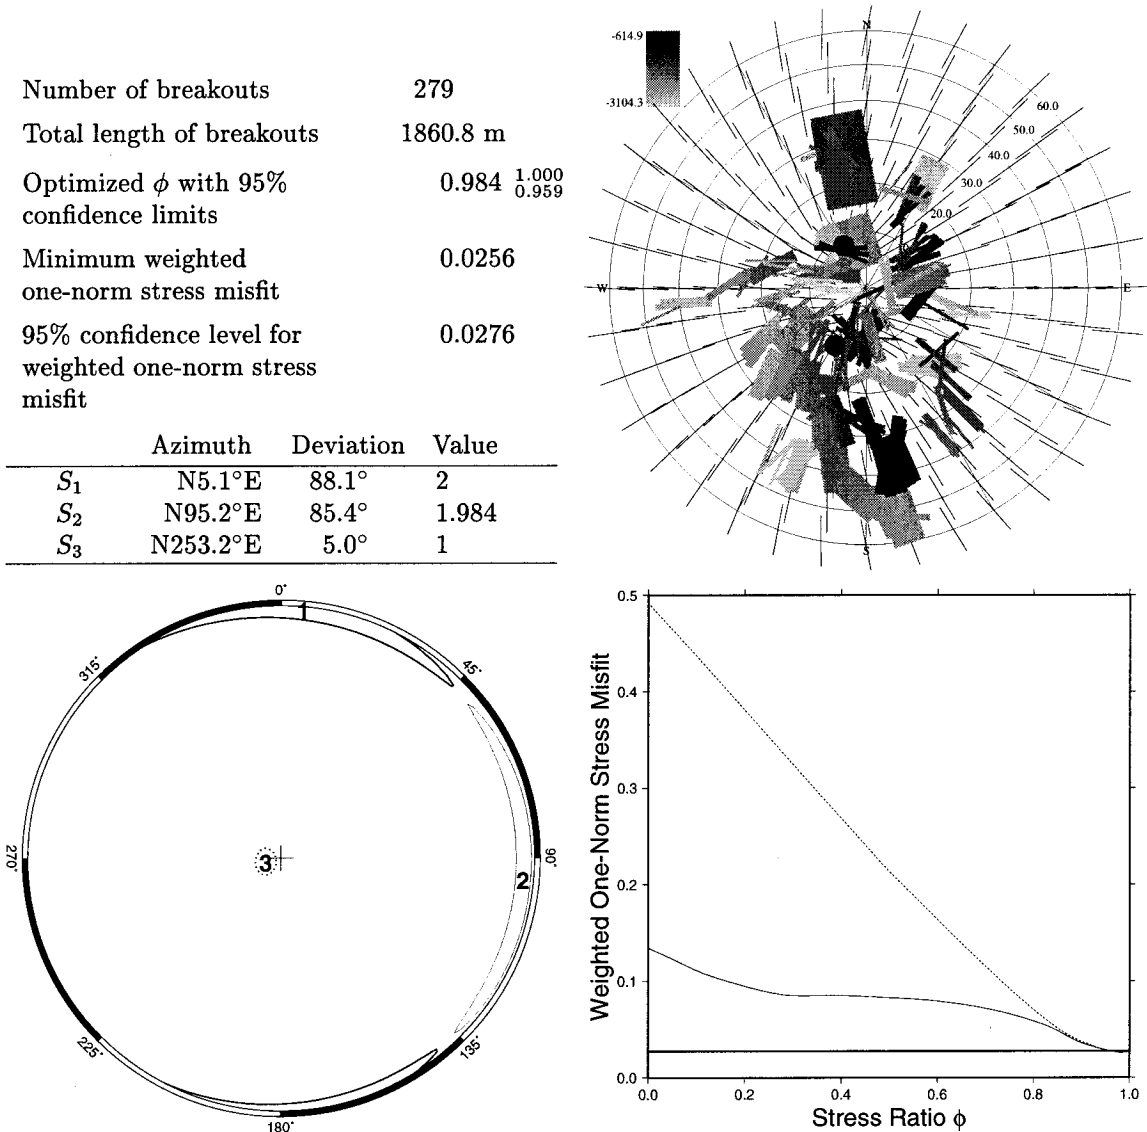 Number of breakouts 279
Total length of breakouts 1860.8 m
Optimized ϕ with 95% 0.984 1.000 0.959
confidence limits
Minimum weighted 0.0256
one-norm stress misfit
95% confidence level for 0.0276
weighted one-norm stress
misfit
Azimuth Deviation Value
S1 N5.1°E 88.1° 2
S2 N95.2°E 85.4° 1.984
S3 N253.2°E 5.0° 1
-614.9
-3104.3
N
60.0
50.0
40.0
30.0
20.0
W
E
S
0°
45°
90°
135°
180°
225°
270°
315°
1
2
3
Weighted One-Norm Stress Misfit
0.5
0.4
0.3
0.2
0.1
0.0
0.0 0.2 0.4 0.6 0.8 1.0
Stress Ratio ϕ